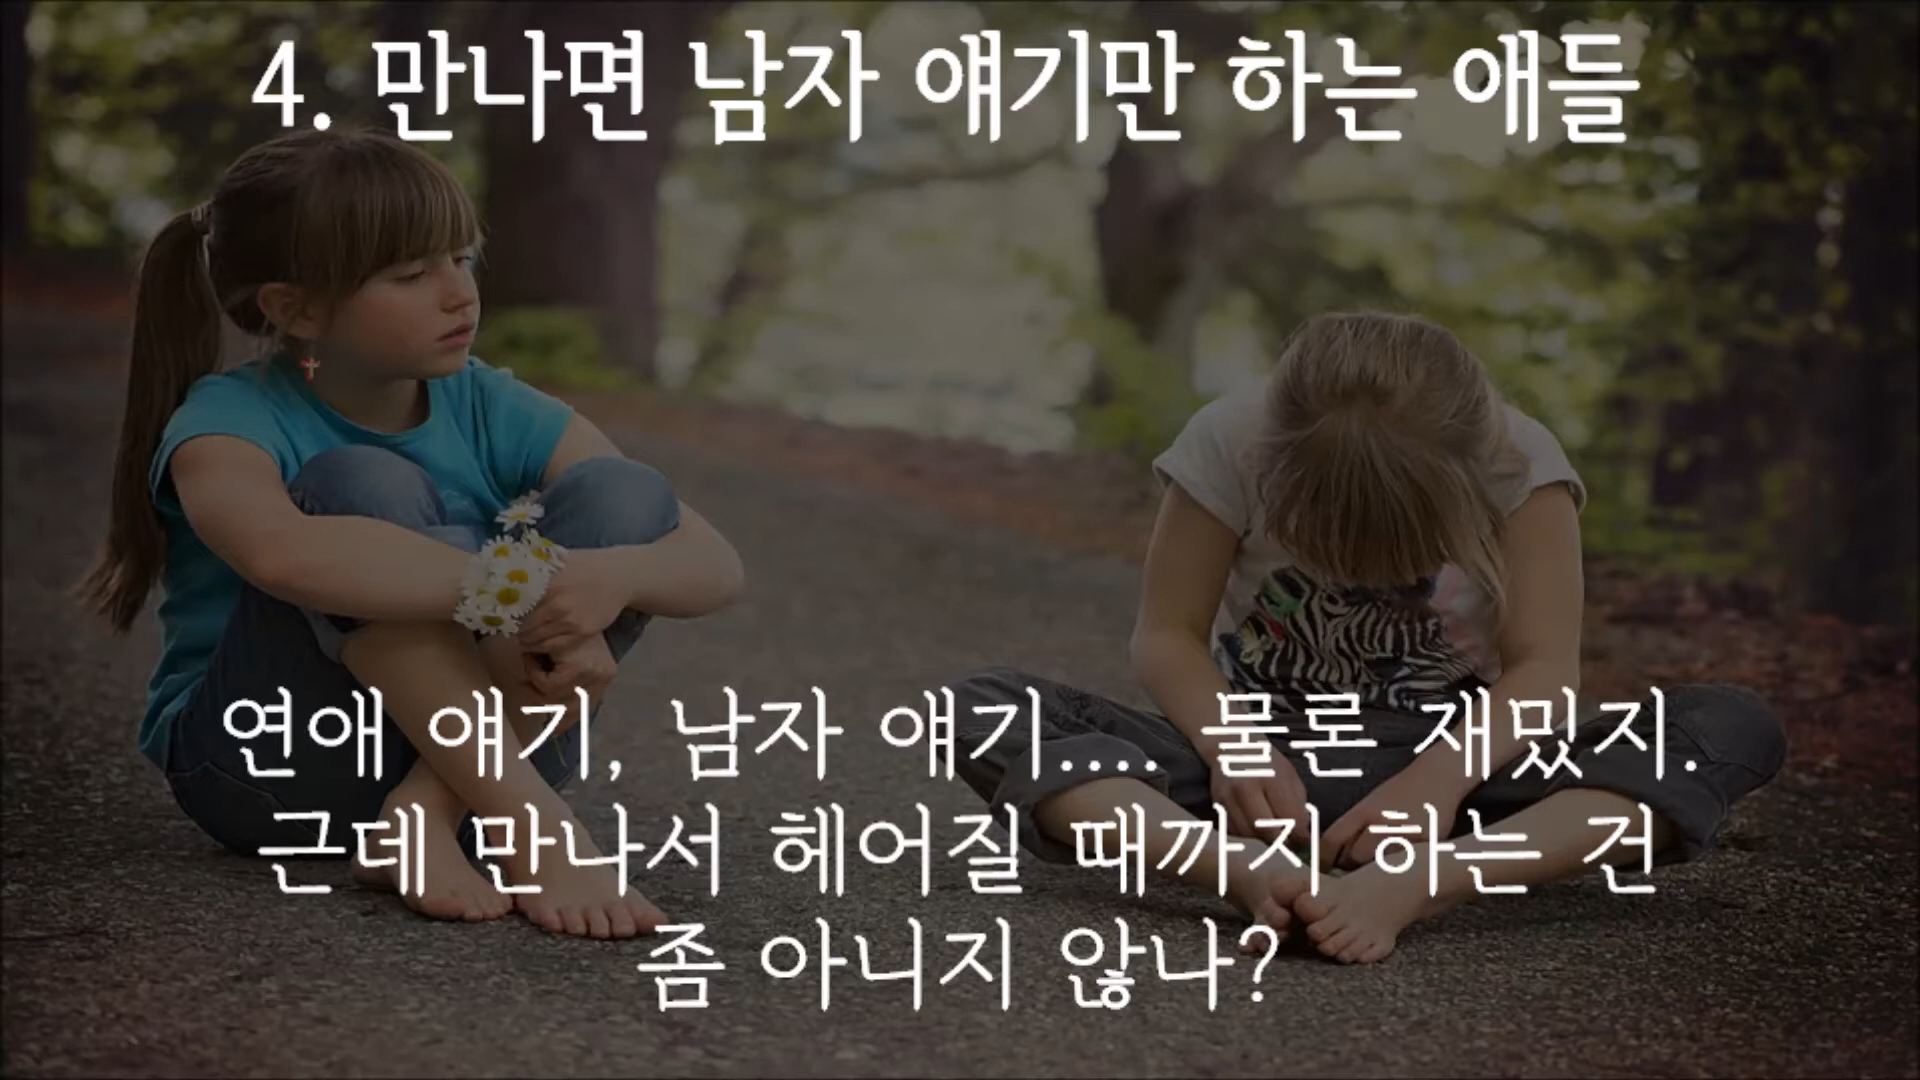 4. 만나면 남자 얘기만 하는 애들
연애 얘기, 남자 얘기.... 물론 재밌지.
근데 만나서 헤어질 때까지 하는 건
좀 아니지 않나?